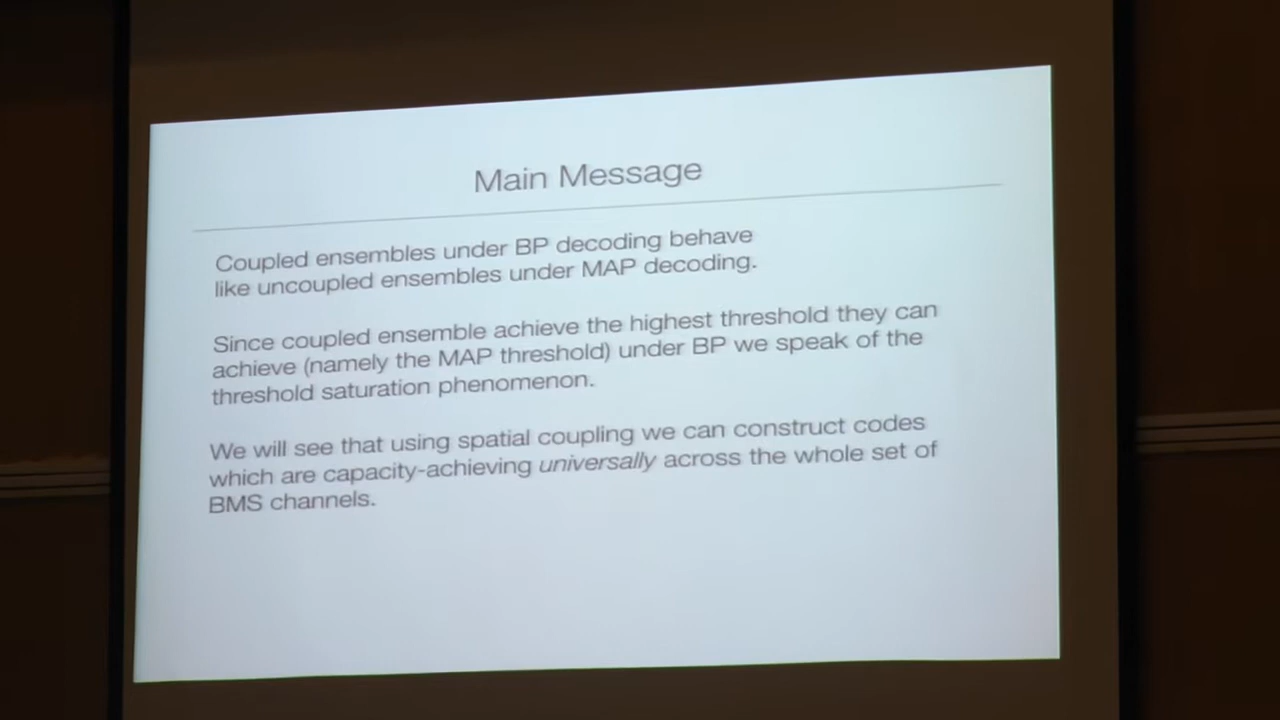 Main Message
Coupled ensembles under BP decoding behave
like uncoupled ensembles under MAP decoding.
Since coupled ensemble achieve the highest threshold they can
achieve (namely the MAP threshold) under BP we speak of the
threshold saturation phenomenon.
We will see that using spatial coupling we can construct codes
which are capacity-achieving universally across the whole set of
BMS channels.